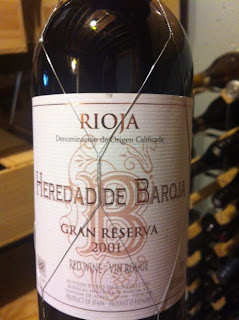 RIOJA
Denominación de Origen Calificada
B
HEREDAD DE BAROJA
GRAN RESERVA
2001
RED WINE - VIN ROUGE
PRODUCT OF SPAIN